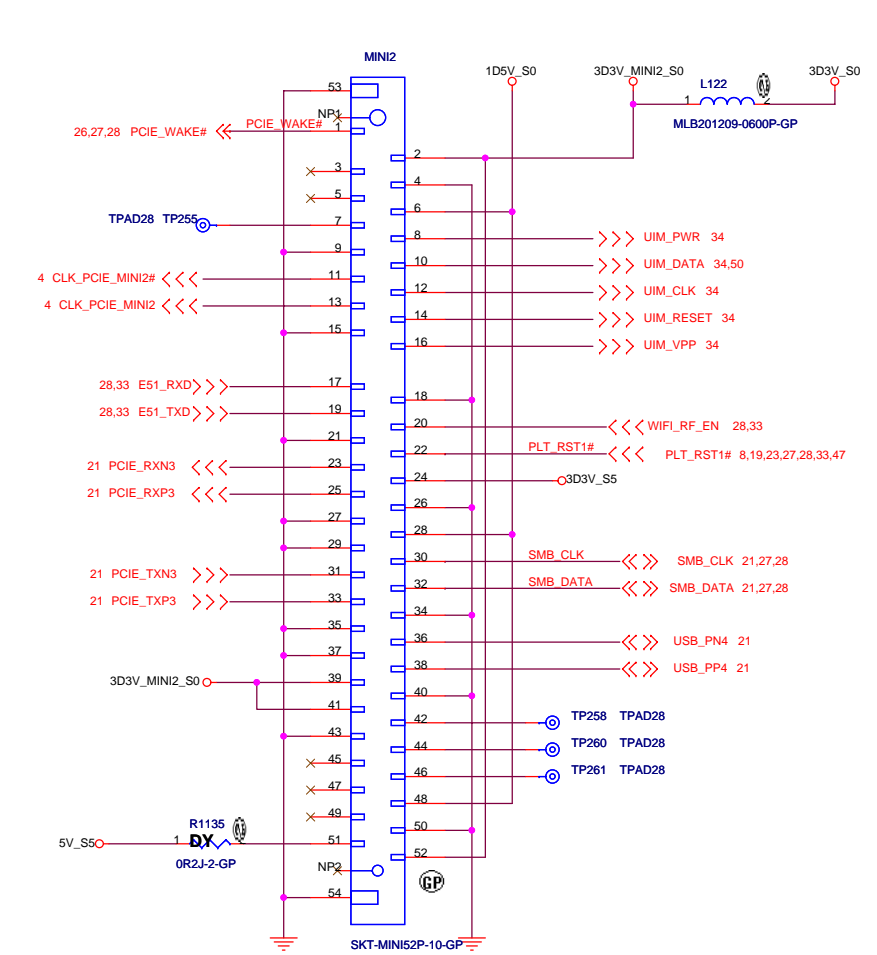 MINI2
1D5V_S0
3D3V_MINI2_S0
3D3V_S0
L122
1
2
MLB201209-0600P-GP
53
NP1
26,27,28 PCIE_WAKE#
PCIE_WAKE#
1
2
3
4
5
6
TPAD28 TP255
7
8
UIM_PWR 34
9
10
UIM_DATA 34,50
4 CLK_PCIE_MINI2#
11
12
UIM_CLK 34
4 CLK_PCIE_MINI2
13
14
UIM_RESET 34
15
16
UIM_VPP 34
28,33 E51_RXD
17
18
28,33 E51_TXD
19
20
WIFI_RF_EN 28,33
21
22
PLT_RST1#
PLT_RST1# 8,19,23,27,28,33,47
21 PCIE_RXN3
23
24
3D3V_S5
21 PCIE_RXP3
25
26
27
28
29
30
SMB_CLK
SMB_CLK 21,27,28
21 PCIE_TXN3
31
32
SMB_DATA
SMB_DATA 21,27,28
21 PCIE_TXP3
33
34
35
36
USB_PN4 21
37
38
USB_PP4 21
3D3V_MINI2_S0
39
40
41
42
TP258 TPAD28
43
44
TP260 TPAD28
45
46
TP261 TPAD28
47
48
49
50
R1135
5V_S5
1
DY
51
52
0R2J-2-GP
NP2
GP
54
SKT-MINI52P-10-GP